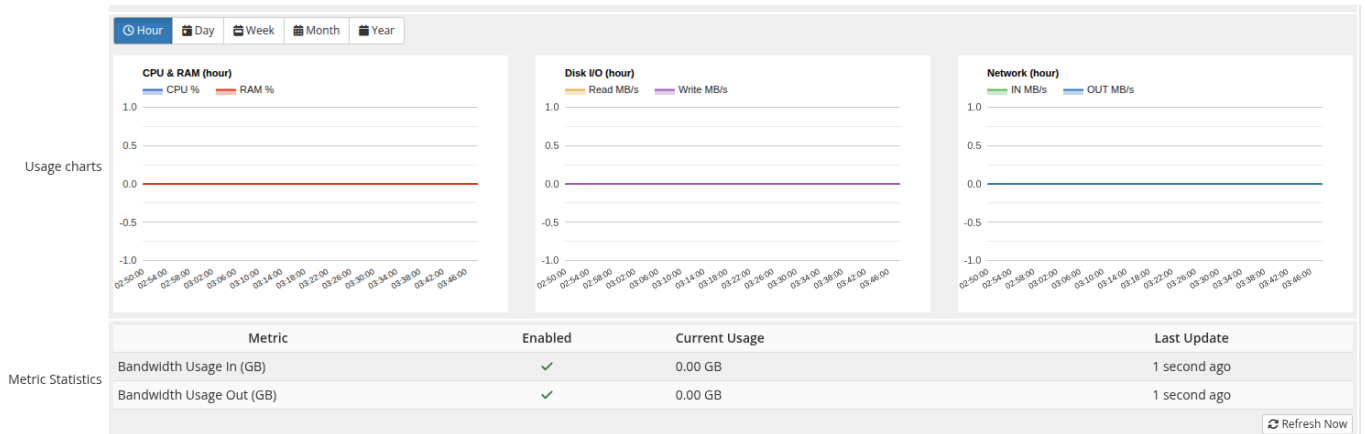 Hour Day Week Month Year
Usage charts
CPU & RAM (hour)
CPU % RAM %
1.0
0.5
0.0
-0.5
-1.0
02:50:00 02:54:00 02:58:00 03:02:00 03:06:00 03:10:00 03:14:00 03:18:00 03:22:00 03:26:00 03:30:00 03:34:00 03:38:00 03:42:00 03:46:00
Disk I/O (hour)
Read MB/s Write MB/s
1.0
0.5
0.0
-0.5
-1.0
02:50:00 02:54:00 02:58:00 03:02:00 03:06:00 03:10:00 03:14:00 03:18:00 03:22:00 03:26:00 03:30:00 03:34:00 03:38:00 03:42:00 03:46:00
Network (hour)
IN MB/s OUT MB/s
1.0
0.5
0.0
-0.5
-1.0
02:50:00 02:54:00 02:58:00 03:02:00 03:06:00 03:10:00 03:14:00 03:18:00 03:22:00 03:26:00 03:30:00 03:34:00 03:38:00 03:42:00 03:46:00
Metric Statistics
Metric Enabled Current Usage Last Update
Bandwidth Usage In (GB) 0.00 GB 1 second ago
Bandwidth Usage Out (GB) 0.00 GB 1 second ago
Refresh Now